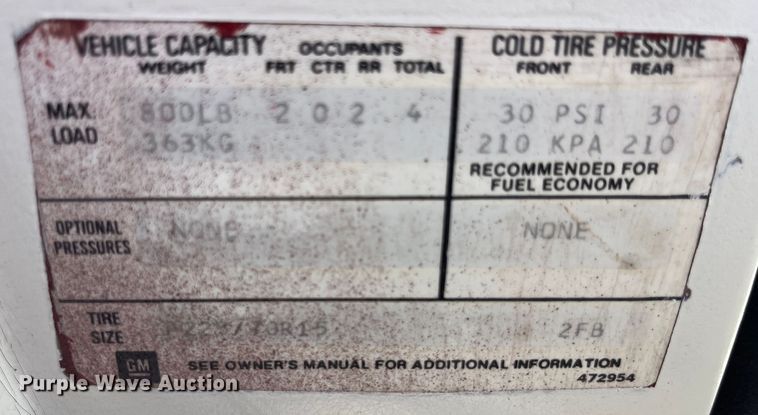 VEHICLE CAPACITY OCCUPANTS COLD TIRE PRESSURE
WEIGHT FRT CTR RR TOTAL FRONT REAR
MAX. LOAD 800LB 2 0 2 4 30 PSI 30
363KG 210 KPA 210
RECOMMENDED FOR
FUEL ECONOMY
OPTIONAL PRESSURES NONE NONE
TIRE SIZE 2FB
GM SEE OWNER'S MANUAL FOR ADDITIONAL INFORMATION
472954
Purple Wave Auction